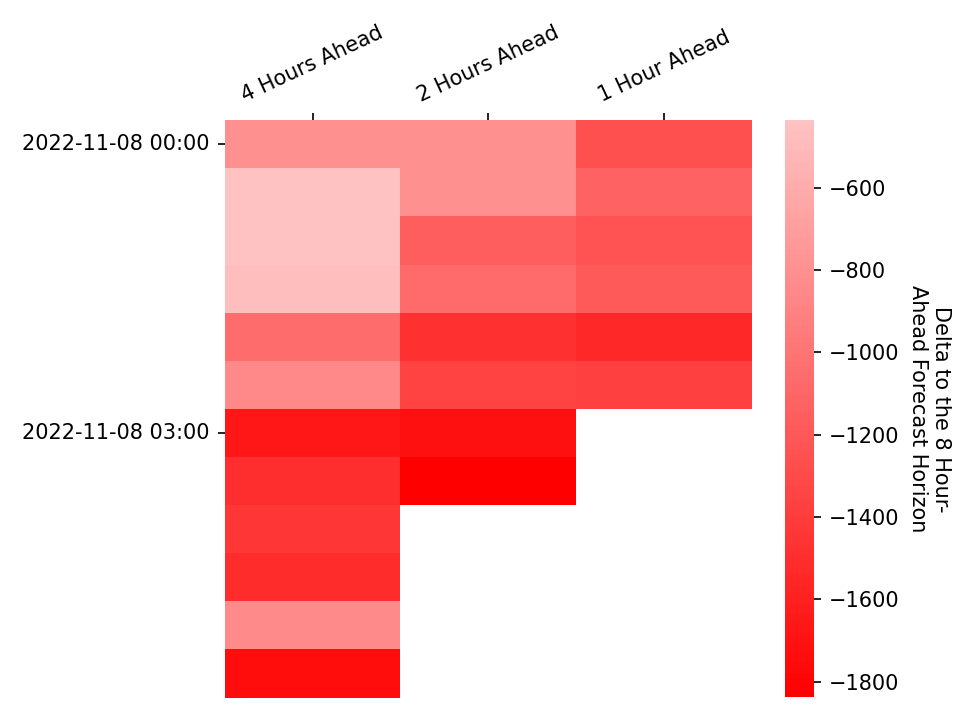 4 Hours Ahead
2 Hours Ahead
1 Hour Ahead
2022-11-08 00:00
2022-11-08 03:00
−600
−800
−1000
−1200
−1400
−1600
−1800
Delta to the 8 Hour-
Ahead Forecast Horizon